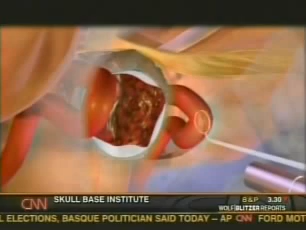 CNN SKULL BASE INSTITUTE
S&P 3.30
WOLF BLITZER REPORTS
L ELECTIONS, BASQUE POLITICIAN SAID TODAY – AP CNN FORD MOT